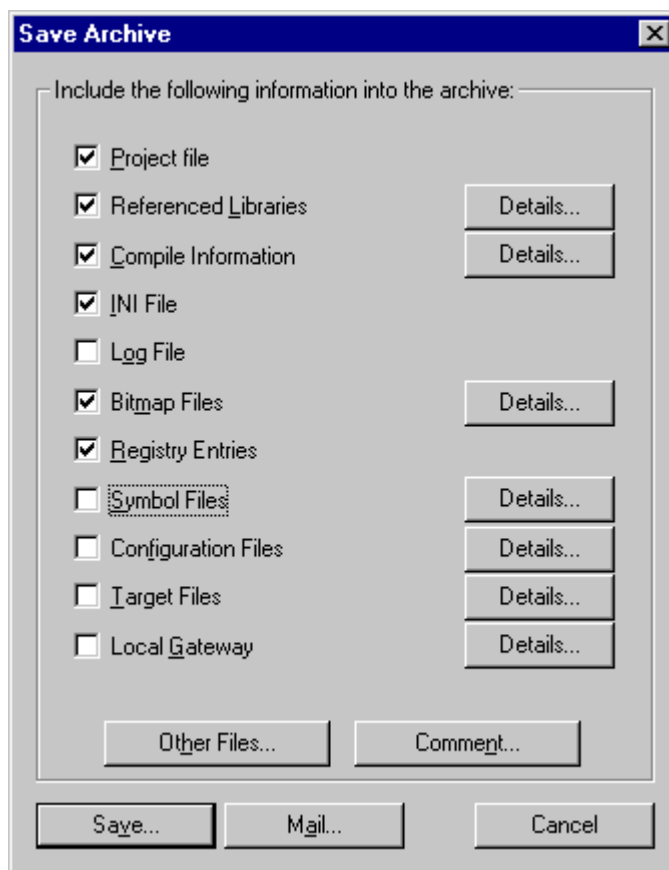 Save Archive
Include the following information into the archive:
Project file
Referenced Libraries Details...
Compile Information Details...
INI File
Log File
Bitmap Files Details...
Registry Entries
Symbol Files Details...
Configuration Files Details...
Target Files Details...
Local Gateway Details...
Other Files... Comment...
Save... Mail... Cancel